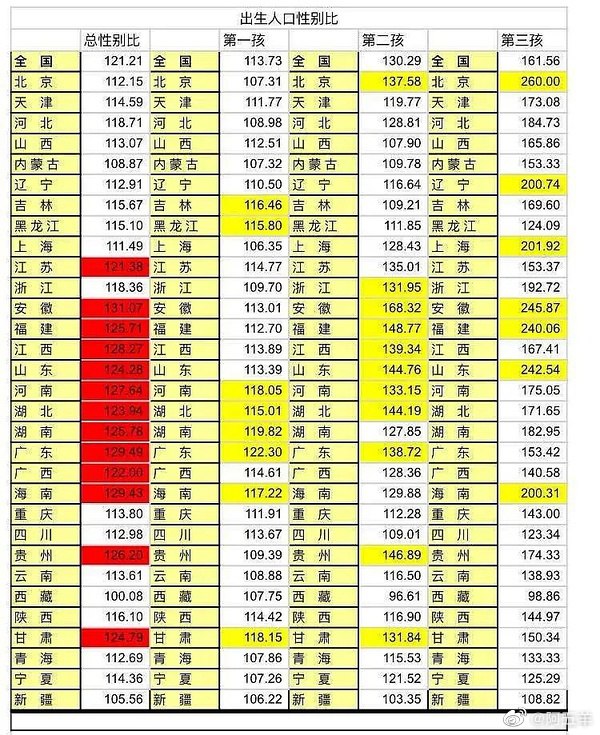 出生人口性别比
总性别比 第一孩 第二孩 第三孩
全国 121.21 全国 113.73 全国 130.29 全国 161.56
北京 112.15 北京 107.31 北京 137.58 北京 260.00
天津 114.59 天津 111.77 天津 119.77 天津 173.08
河北 118.71 河北 108.98 河北 128.81 河北 184.73
山西 113.07 山西 112.51 山西 107.90 山西 165.86
内蒙古 108.87 内蒙古 107.32 内蒙古 109.78 内蒙古 153.33
辽宁 112.91 辽宁 110.50 辽宁 116.64 辽宁 200.74
吉林 115.67 吉林 116.46 吉林 109.21 吉林 169.60
黑龙江 115.10 黑龙江 115.80 黑龙江 111.85 黑龙江 124.09
上海 111.49 上海 106.35 上海 128.43 上海 201.92
江苏 121.38 江苏 114.77 江苏 135.01 江苏 153.37
浙江 118.36 浙江 109.70 浙江 131.95 浙江 192.72
安徽 131.07 安徽 113.01 安徽 168.32 安徽 245.87
福建 125.71 福建 112.70 福建 148.77 福建 240.06
江西 128.27 江西 113.89 江西 139.34 江西 167.41
山东 124.28 山东 113.39 山东 144.76 山东 242.54
河南 127.64 河南 118.05 河南 133.15 河南 175.05
湖北 123.94 湖北 115.01 湖北 144.19 湖北 171.65
湖南 125.78 湖南 119.82 湖南 127.85 湖南 182.95
广东 129.49 广东 122.30 广东 138.72 广东 153.42
广西 122.00 广西 114.61 广西 128.36 广西 140.58
海南 129.43 海南 117.22 海南 129.88 海南 200.31
重庆 113.80 重庆 111.91 重庆 112.28 重庆 143.00
四川 112.98 四川 113.67 四川 109.01 四川 123.34
贵州 126.20 贵州 109.39 贵州 146.89 贵州 174.33
云南 113.61 云南 108.88 云南 116.50 云南 138.93
西藏 100.08 西藏 107.75 西藏 96.61 西藏 98.86
陕西 116.10 陕西 114.42 陕西 116.90 陕西 144.97
甘肃 124.79 甘肃 118.15 甘肃 131.84 甘肃 150.34
青海 112.69 青海 107.86 青海 115.53 青海 133.33
宁夏 114.36 宁夏 107.26 宁夏 121.52 宁夏 125.29
新疆 105.56 新疆 106.22 新疆 103.35 新疆 108.82